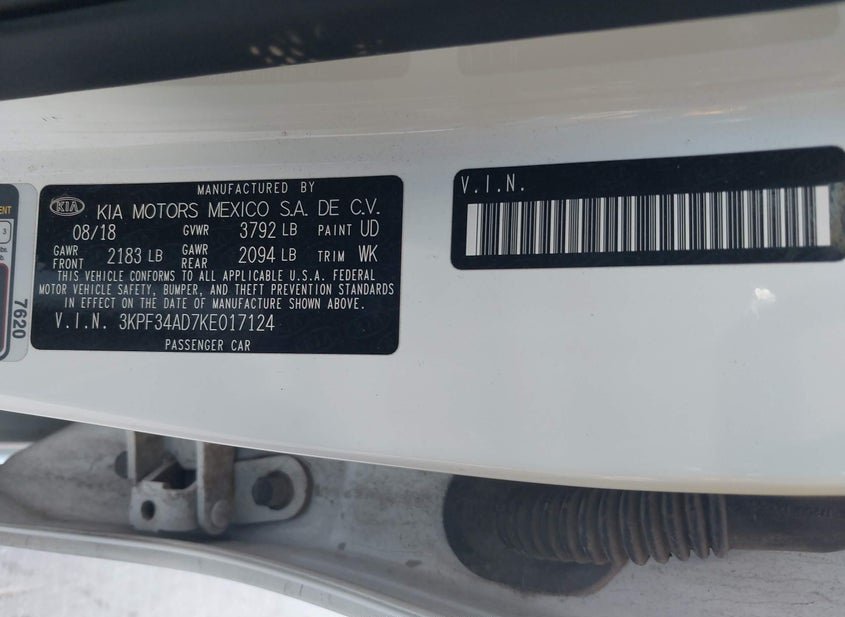 MANUFACTURED BY
KIA KIA MOTORS MEXICO S.A. DE C.V.
08/18 GVWR 3792 LB PAINT UD
GAWR FRONT 2183 LB GAWR REAR 2094 LB TRIM WK
THIS VEHICLE CONFORMS TO ALL APPLICABLE U.S.A. FEDERAL
MOTOR VEHICLE SAFETY, BUMPER, AND THEFT PREVENTION STANDARDS
IN EFFECT ON THE DATE OF MANUFACTURE SHOWN ABOVE.
V.I.N. 3KPF34AD7KE017124
PASSENGER CAR
V.I.N.
7620
3